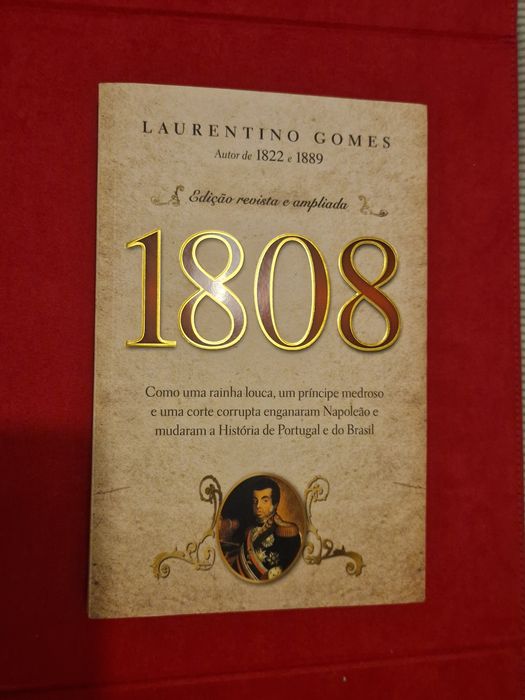 LAURENTINO GOMES
Autor de 1822 e 1889
Edição revista e ampliada
1808
Como uma rainha louca, um príncipe medroso
e uma corte corrupta enganaram Napoleão e
mudaram a História de Portugal e do Brasil